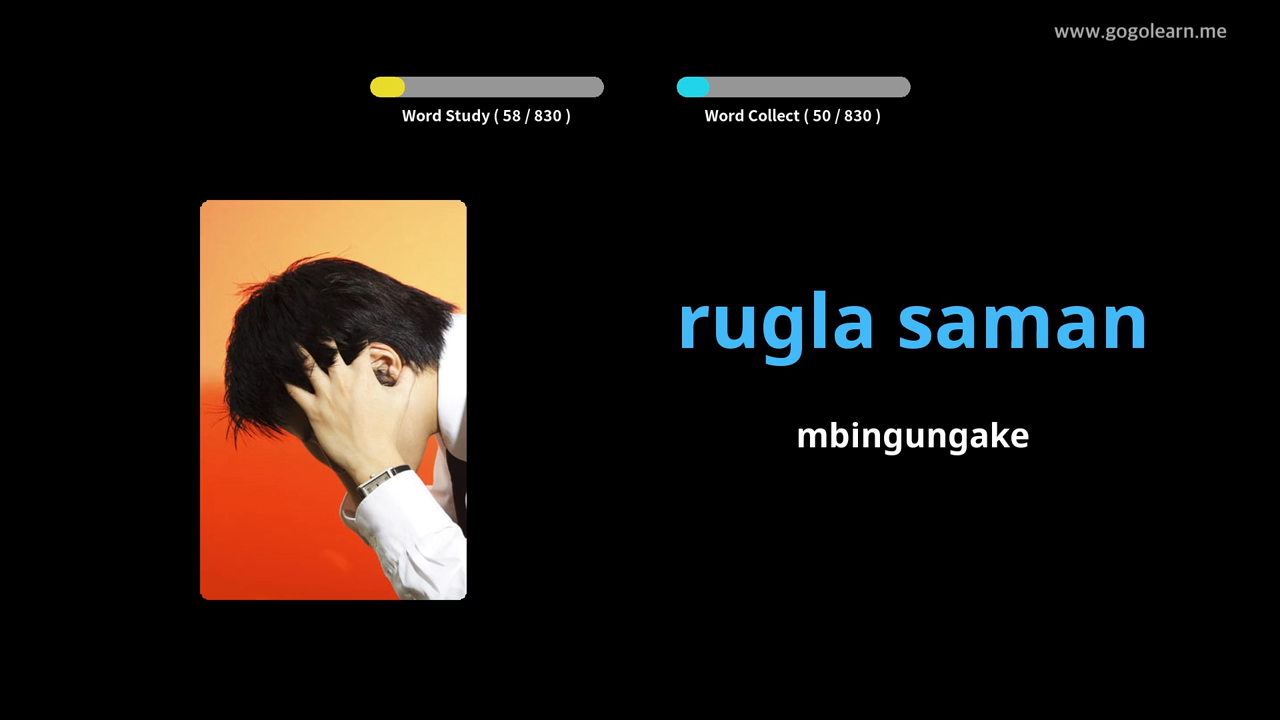 www.gogolearn.me
Word Study ( 58 / 830 )
Word Collect ( 50 / 830 )
rugla saman
mbingungake